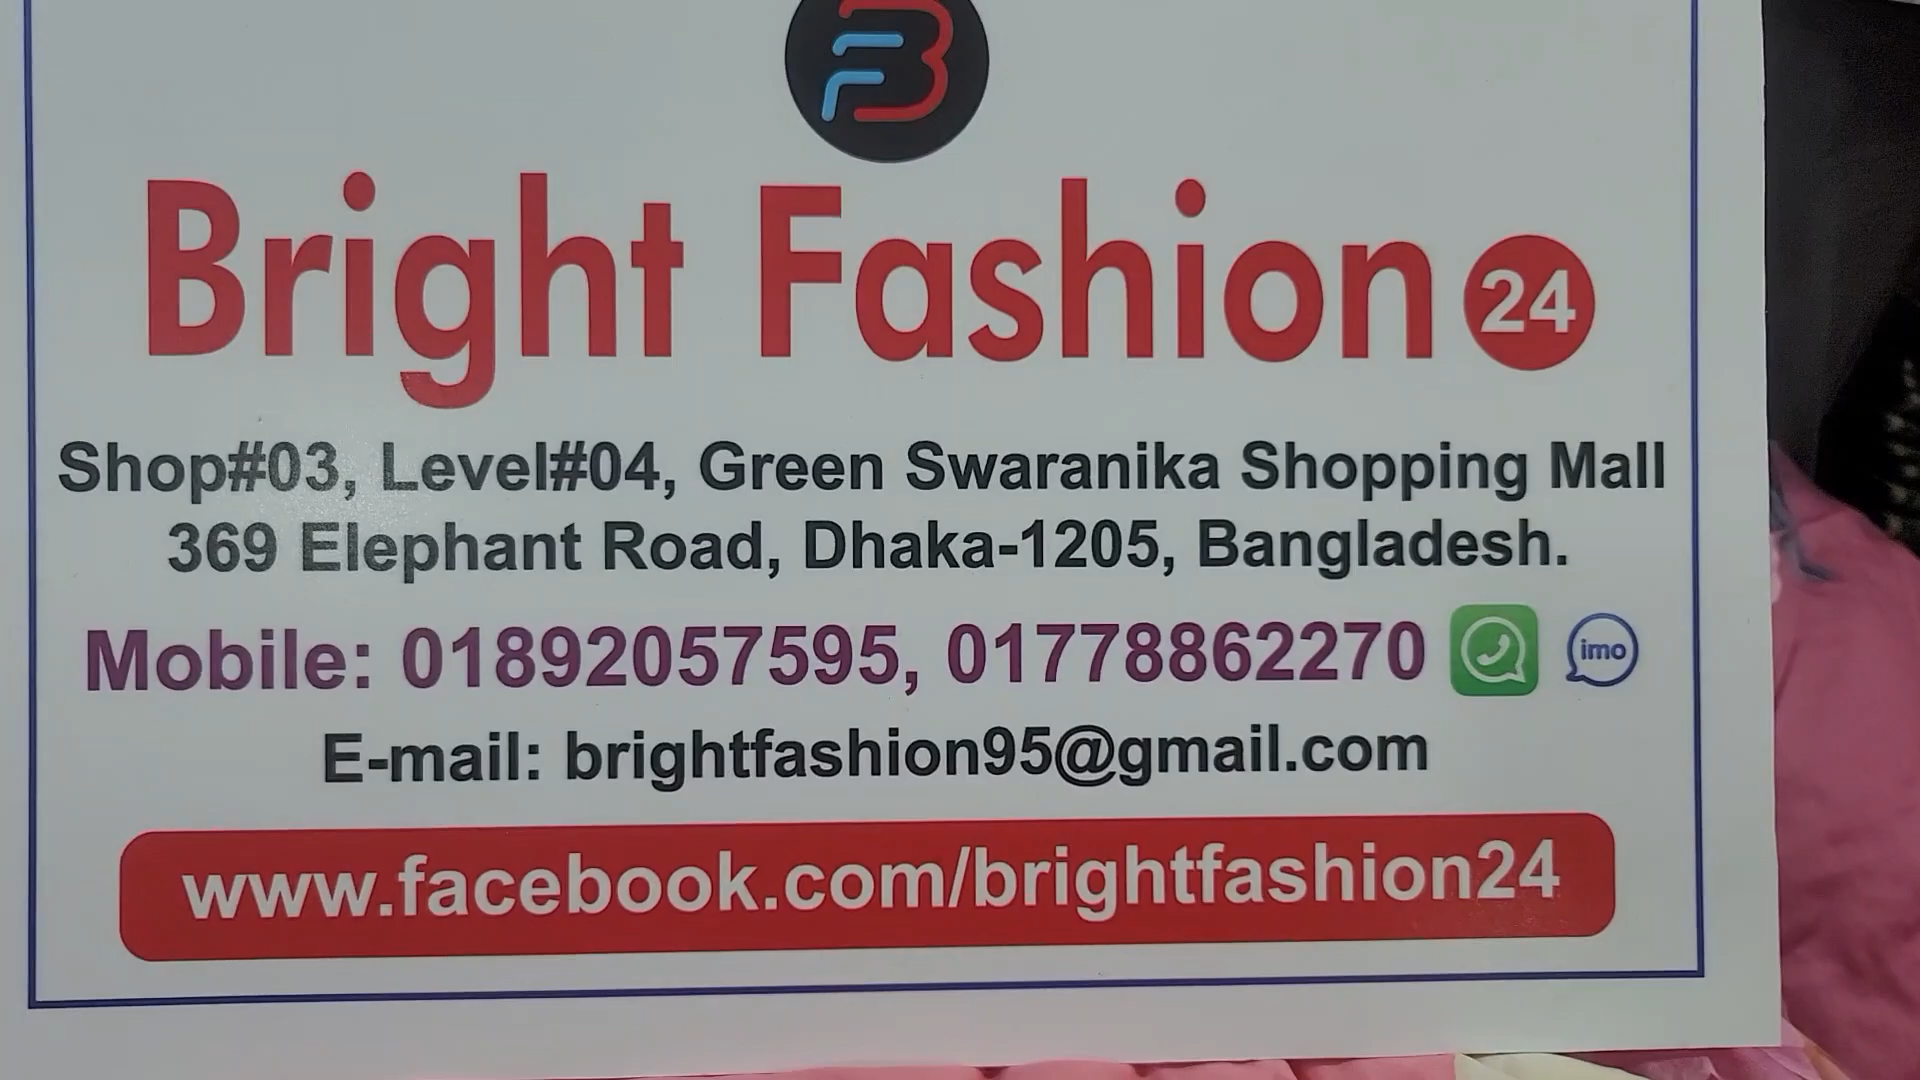 Bright Fashion 24
Shop#03, Level#04, Green Swaranika Shopping Mall
369 Elephant Road, Dhaka-1205, Bangladesh.
Mobile: 01892057595, 01778862270 imo
E-mail: brightfashion95@gmail.com
www.facebook.com/brightfashion24